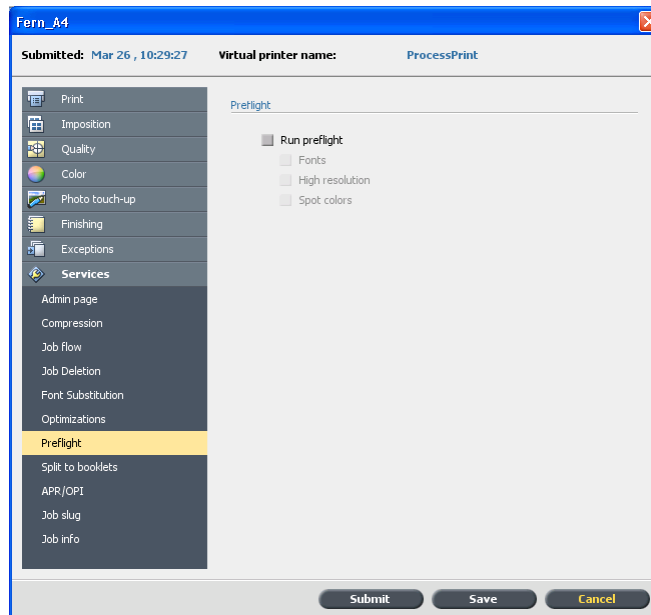 Fern_A4
Submitted: Mar 26 , 10:29:27 Virtual printer name: ProcessPrint
Print
Imposition
Quality
Color
Photo touch-up
Finishing
Exceptions
Services
Admin page
Compression
Job flow
Job Deletion
Font Substitution
Optimizations
Preflight
Split to booklets
APR/OPI
Job slug
Job info
Preflight
Run preflight
Fonts
High resolution
Spot colors
Submit Save Cancel